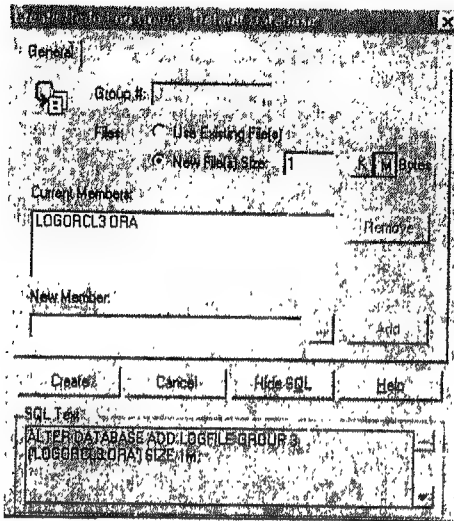 General
Group #:
Files: Use Existing File(s)
New File(s) Size: 1 K M Bytes
Current Members:
LOGORCL3.ORA
Remove
New Member:
Add
Create Cancel Hide SQL Help
SQL Text
ALTER DATABASE ADD LOGFILE GROUP 3
('LOGORCL3.ORA') SIZE 1M;